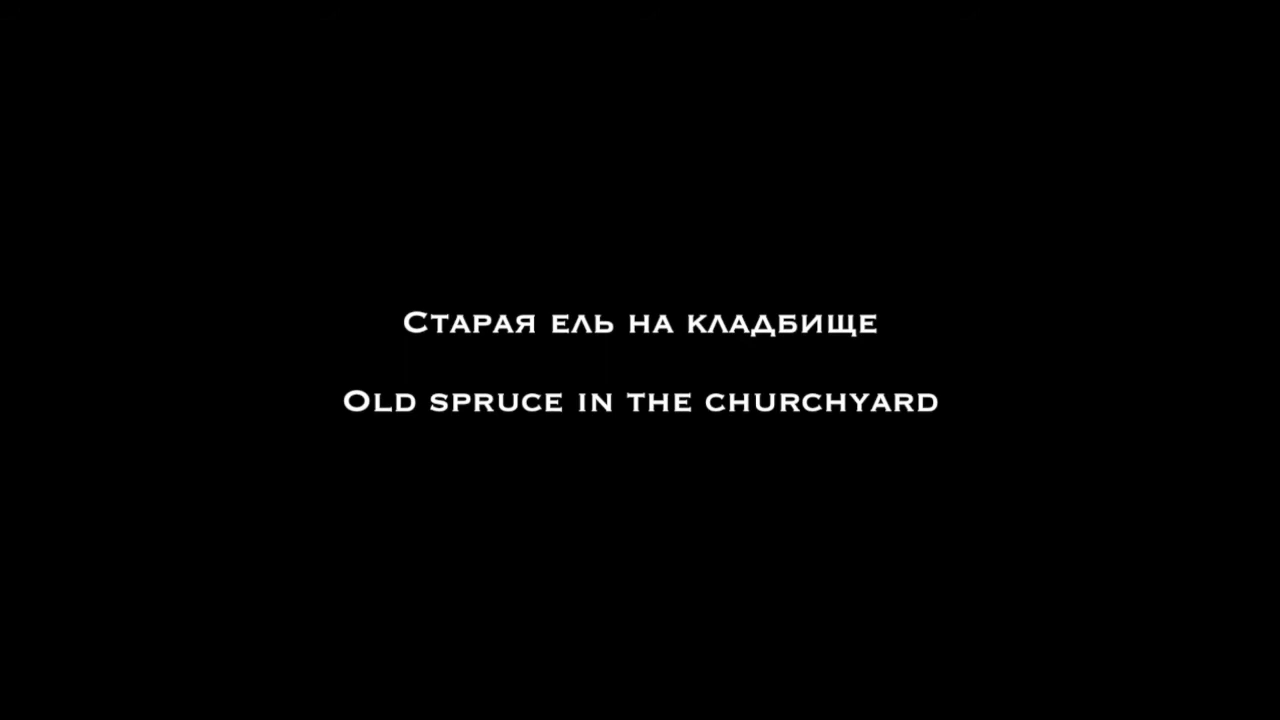 Старая ель на кладбище
Old spruce in the churchyard